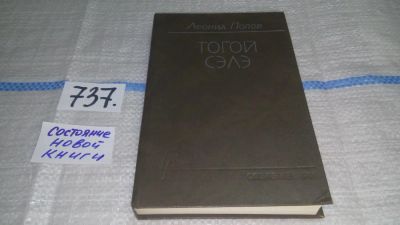 Леонид Попов
ТОГОЙ
СЭЛЭ
737.
СОСТОЯНИЕ
НОВОЙ
КНИГИ